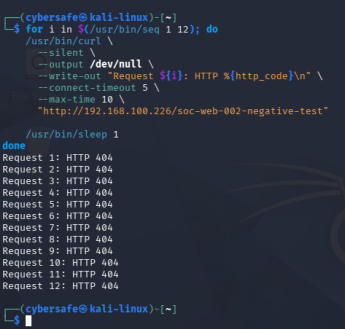 ┌──(cybersafe㉿kali-linux)-[~]
└─$ for i in $(/usr/bin/seq 1 12); do
/usr/bin/curl \
--silent \
--output /dev/null \
--write-out "Request ${i}: HTTP %{http_code}\n" \
--connect-timeout 5 \
--max-time 10 \
"http://192.168.100.226/soc-web-002-negative-test"
/usr/bin/sleep 1
done
Request 1: HTTP 404
Request 2: HTTP 404
Request 3: HTTP 404
Request 4: HTTP 404
Request 5: HTTP 404
Request 6: HTTP 404
Request 7: HTTP 404
Request 8: HTTP 404
Request 9: HTTP 404
Request 10: HTTP 404
Request 11: HTTP 404
Request 12: HTTP 404
┌──(cybersafe㉿kali-linux)-[~]
└─$